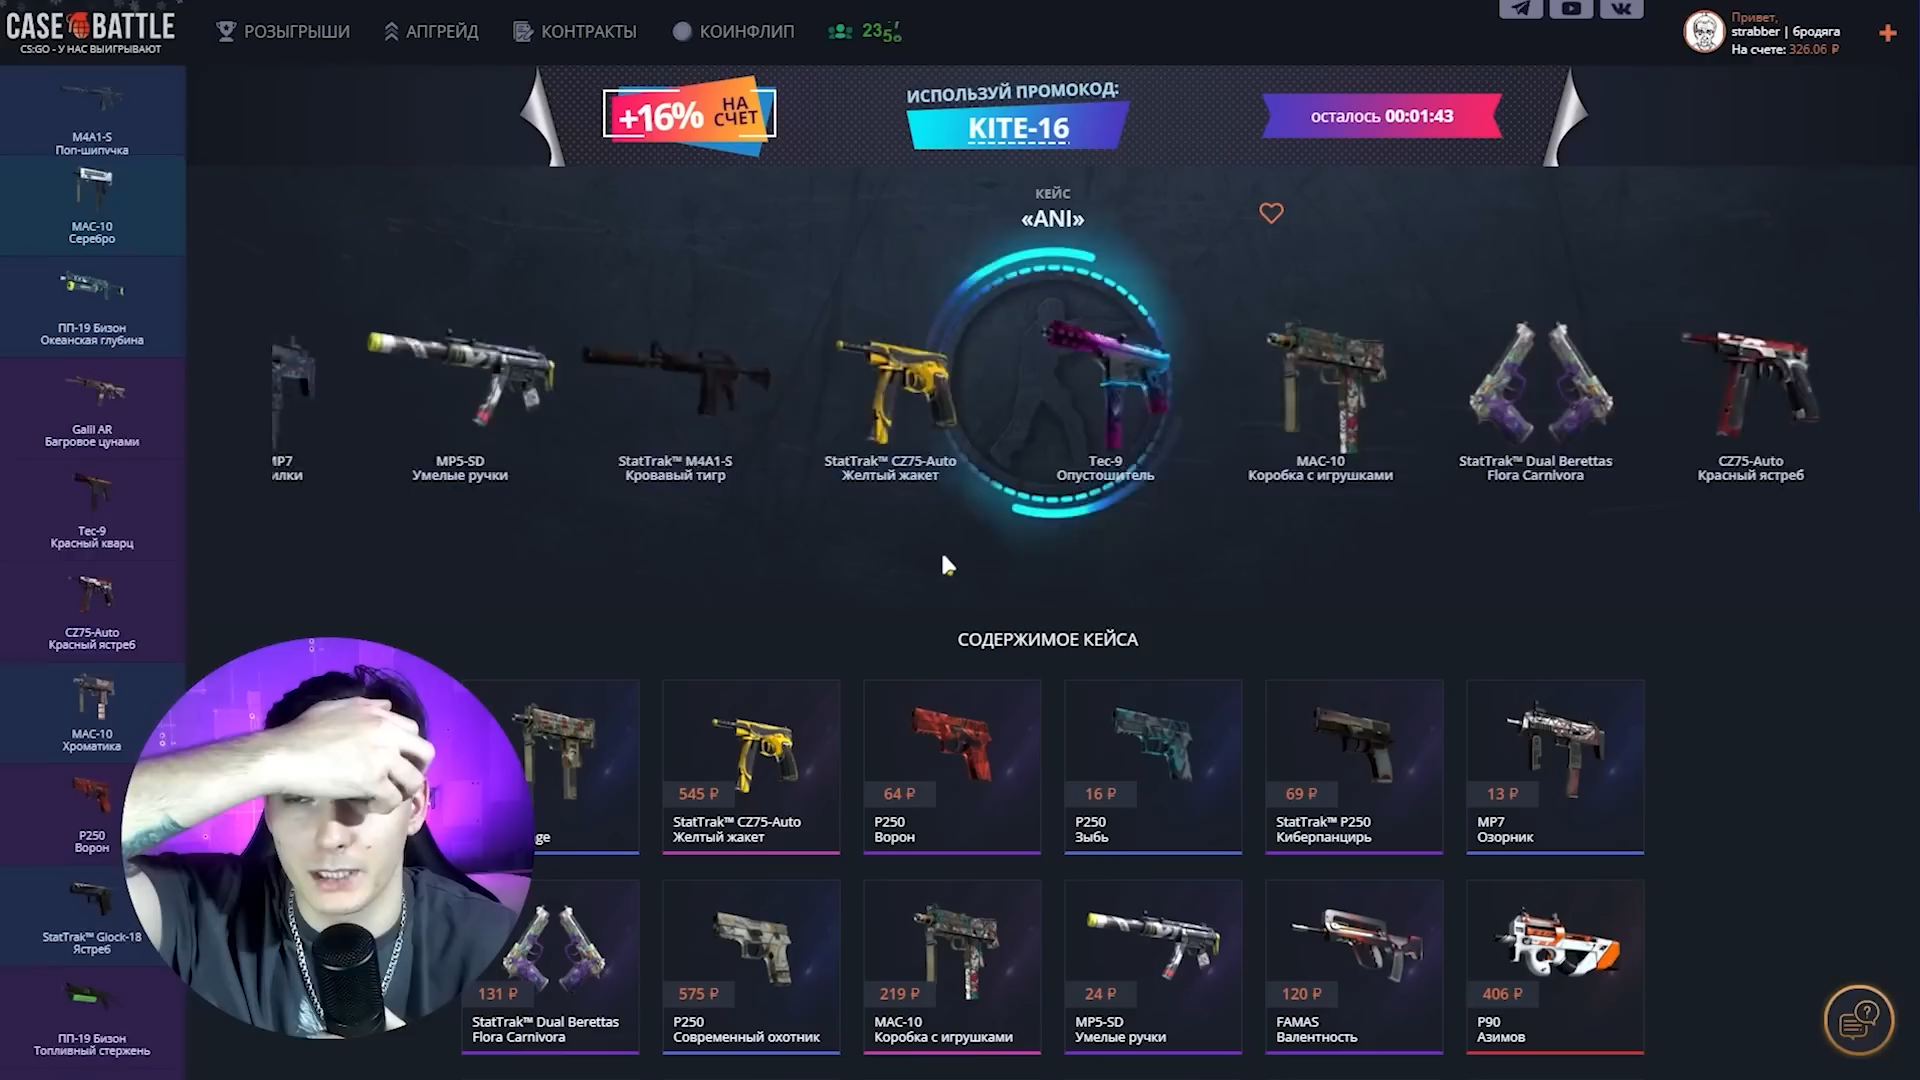 CASE BATTLE
CS:GO - У НАС ВЫИГРЫВАЮТ
РОЗЫГРЫШИ
АПГРЕЙД
КОНТРАКТЫ
КОИНФЛИП
Привет,
strabber | бродяга
На счете: 326.06 ₽
+16% НА СЧЕТ
ИСПОЛЬЗУЙ ПРОМОКОД:
KITE-16
осталось 00:01:43
КЕЙС
«ANI»
M4A1-S
Поп-шипучка
MAC-10
Серебро
ПП-19 Бизон
Океанская глубина
Galil AR
Багровое цунами
Tec-9
Красный кварц
CZ75-Auto
Красный ястреб
MAC-10
Хроматика
P250
Ворон
StatTrak™ Glock-18
Ястреб
ПП-19 Бизон
Топливный стержень
MP5-SD
Умелые ручки
StatTrak™ M4A1-S
Кровавый тигр
StatTrak™ CZ75-Auto
Желтый жакет
Tec-9
Опустошитель
MAC-10
Коробка с игрушками
StatTrak™ Dual Berettas
Flora Carnivora
CZ75-Auto
Красный ястреб
СОДЕРЖИМОЕ КЕЙСА
545 ₽
StatTrak™ CZ75-Auto
Желтый жакет
64 ₽
P250
Ворон
16 ₽
P250
Зыбь
69 ₽
StatTrak™ P250
Киберпанцирь
13 ₽
MP7
Озорник
131 ₽
StatTrak™ Dual Berettas
Flora Carnivora
575 ₽
P250
Современный охотник
219 ₽
MAC-10
Коробка с игрушками
24 ₽
MP5-SD
Умелые ручки
120 ₽
FAMAS
Валентность
406 ₽
P90
Азимов